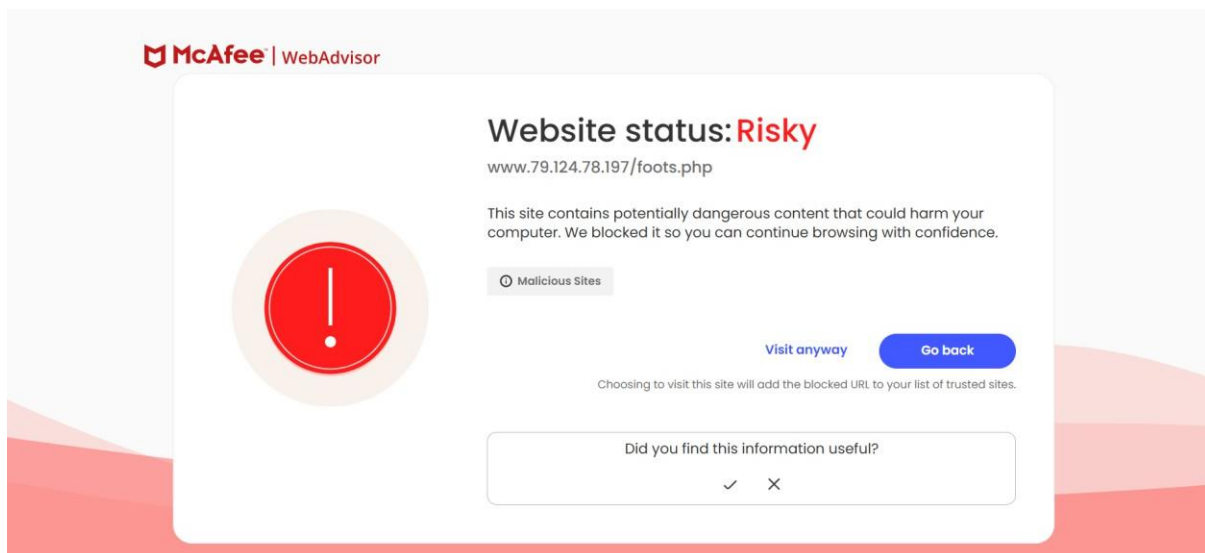 McAfee | WebAdvisor
Website status: Risky
www.79.124.78.197/foots.php
This site contains potentially dangerous content that could harm your
computer. We blocked it so you can continue browsing with confidence.
Malicious Sites
Visit anyway Go back
Choosing to visit this site will add the blocked URL to your list of trusted sites.
Did you find this information useful?